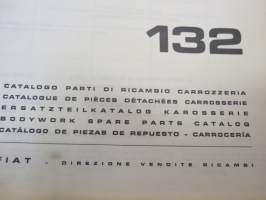 132
CATALOGO PARTI DI RICAMBIO CARROZZERIA
CATALOGUE DE PIÈCES DÉTACHÉES CARROSSERIE
ERSATZTEILKATALOG KAROSSERIE
BODYWORK SPARE PARTS CATALOG
CATÁLOGO DE PIEZAS DE REPUESTO - CARROCERÍA
FIAT - DIREZIONE VENDITE RICAMBI